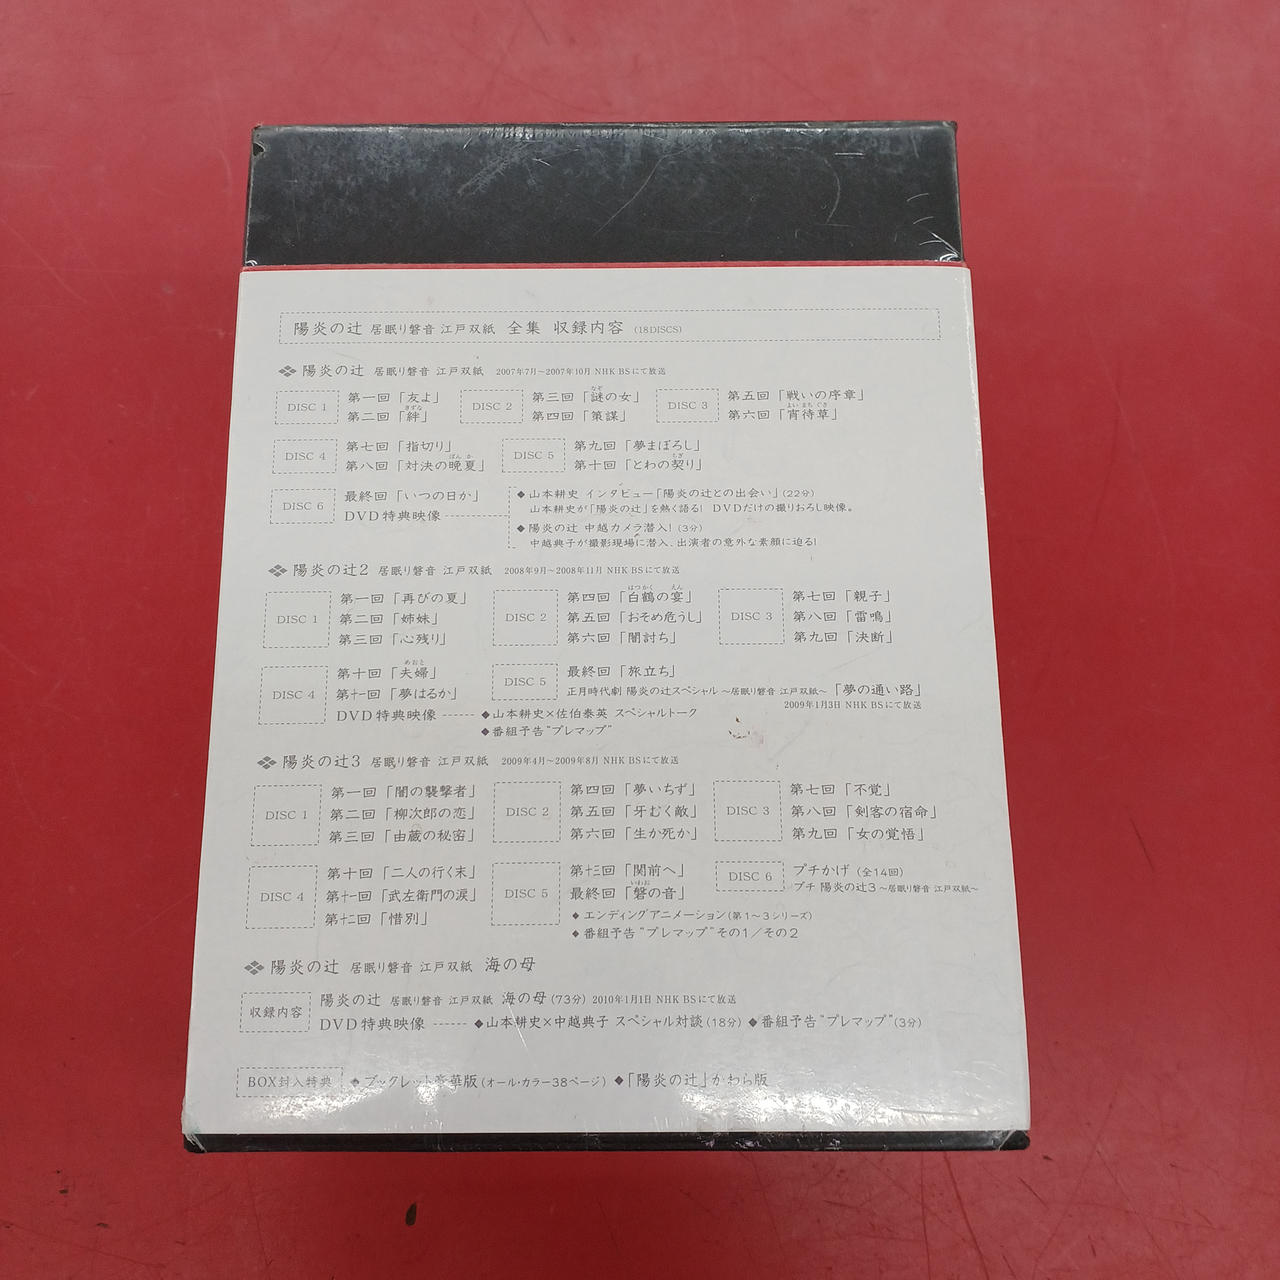 陽炎の辻 居眠り磐音 江戸双紙 全集 収録内容 (18DISCS)
陽炎の辻 居眠り磐音 江戸双紙 2007年7月～2007年10月 NHK BSにて放送
DISC 1
第一回「友よ」
第二回「絆」
きずな
DISC 2
第三回「謎の女」
なぞ
第四回「策謀」
DISC 3
第五回「戦いの序章」
第六回「宵待草」
よいまちぐさ
DISC 4
第七回「指切り」
第八回「対決の晩夏」
ばんか
DISC 5
第九回「夢まぼろし」
第十回「とわの契り」
ちぎ
DISC 6
最終回「いつの日か」
DVD特典映像
◆山本耕史 インタビュー「陽炎の辻との出会い」(22分)
山本耕史が「陽炎の辻」を熱く語る! DVDだけの撮りおろし映像。
◆陽炎の辻 中越カメラ潜入!(3分)
中越典子が撮影現場に潜入、出演者の意外な素顔に迫る!
陽炎の辻2 居眠り磐音 江戸双紙 2008年9月～2008年11月 NHK BSにて放送
DISC 1
第一回「再びの夏」
第二回「姉妹」
第三回「心残り」
DISC 2
第四回「白鶴の宴」
はつかく えん
第五回「おそめ危うし」
第六回「闇討ち」
DISC 3
第七回「親子」
第八回「雷鳴」
第九回「決断」
DISC 4
第十回「夫婦」
めおと
第十一回「夢はるか」
DVD特典映像
◆山本耕史×佐伯泰英 スペシャルトーク
◆番組予告“プレマップ”
DISC 5
最終回「旅立ち」
正月時代劇 陽炎の辻スペシャル ～居眠り磐音 江戸双紙～「夢の通い路」
2009年1月3日 NHK BSにて放送
陽炎の辻3 居眠り磐音 江戸双紙 2009年4月～2009年8月 NHK BSにて放送
DISC 1
第一回「闇の襲撃者」
第二回「柳次郎の恋」
第三回「由蔵の秘密」
DISC 2
第四回「夢いちず」
第五回「牙むく敵」
第六回「生か死か」
DISC 3
第七回「不覚」
第八回「剣客の宿命」
第九回「女の覚悟」
DISC 4
第十回「二人の行く末」
第十一回「武左衛門の涙」
第十二回「惜別」
DISC 5
第十三回「関前へ」
最終回「磐の音」
いわお
◆エンディングアニメーション(第1～3シリーズ)
◆番組予告“プレマップ”その1/その2
DISC 6
プチかげ(全14回)
プチ 陽炎の辻3～居眠り磐音 江戸双紙～
陽炎の辻 居眠り磐音 江戸双紙 海の母
収録内容
陽炎の辻 居眠り磐音 江戸双紙 海の母(73分)2010年1月1日 NHK BSにて放送
DVD特典映像 ◆山本耕史×中越典子 スペシャル対談(18分) ◆番組予告“プレマップ”(3分)
BOX封入特典 ◆ブックレット豪華版(オール・カラー38ページ) ◆「陽炎の辻」かわら版